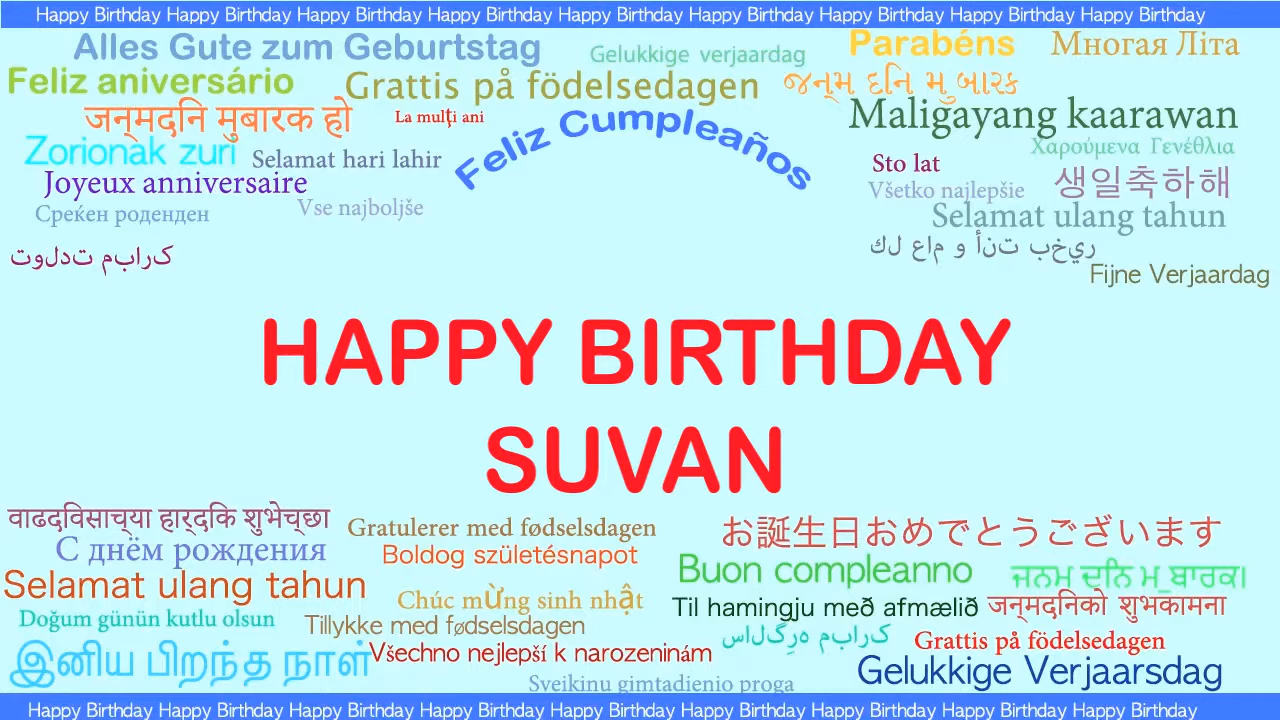 Happy Birthday Happy Birthday Happy Birthday Happy Birthday Happy Birthday Happy Birthday Happy Birthday Happy Birthday Happy Birthday
Alles Gute zum Geburtstag
Gelukkige verjaardag
Parabéns
Многая Літа
Feliz aniversário
Grattis på födelsedagen
જન્મ દિન મુબારક
जन्मदिन मुबारक हो
La mulţi ani
Feliz Cumpleaños
Maligayang kaarawan
Zorionak zuri
Selamat hari lahir
Χαρούμενα Γενέθλια
Sto lat
Joyeux anniversaire
Všetko najlepšie
생일축하해
Среќен роденден
Vse najboljše
Selamat ulang tahun
تولدت مبارک
كل عام و أنت بخير
Fijne Verjaardag
HAPPY BIRTHDAY
SUVAN
वाढदविसाच्या हार्दकि शुभेच्छा
Gratulerer med fødselsdagen
お誕生日おめでとうございます
С днём рождения
Boldog születésnapot
Buon compleanno
ਜਨਮ ਦਨਿ ਮੁਬਾਰਕ।
Selamat ulang tahun
Chúc mừng sinh nhật
Til hamingju með afmælið
जन्मदनिको शुभकामना
Doğum günün kutlu olsun
Tillykke med fødselsdagen
سالگرہ مبارک
Grattis på födelsedagen
இனிய பிறந்த நாள்
Všechno nejlepší k narozeninám
Gelukkige Verjaarsdag
Sveikinu gimtadienio proga
Happy Birthday Happy Birthday Happy Birthday Happy Birthday Happy Birthday Happy Birthday Happy Birthday Happy Birthday Happy Birthday